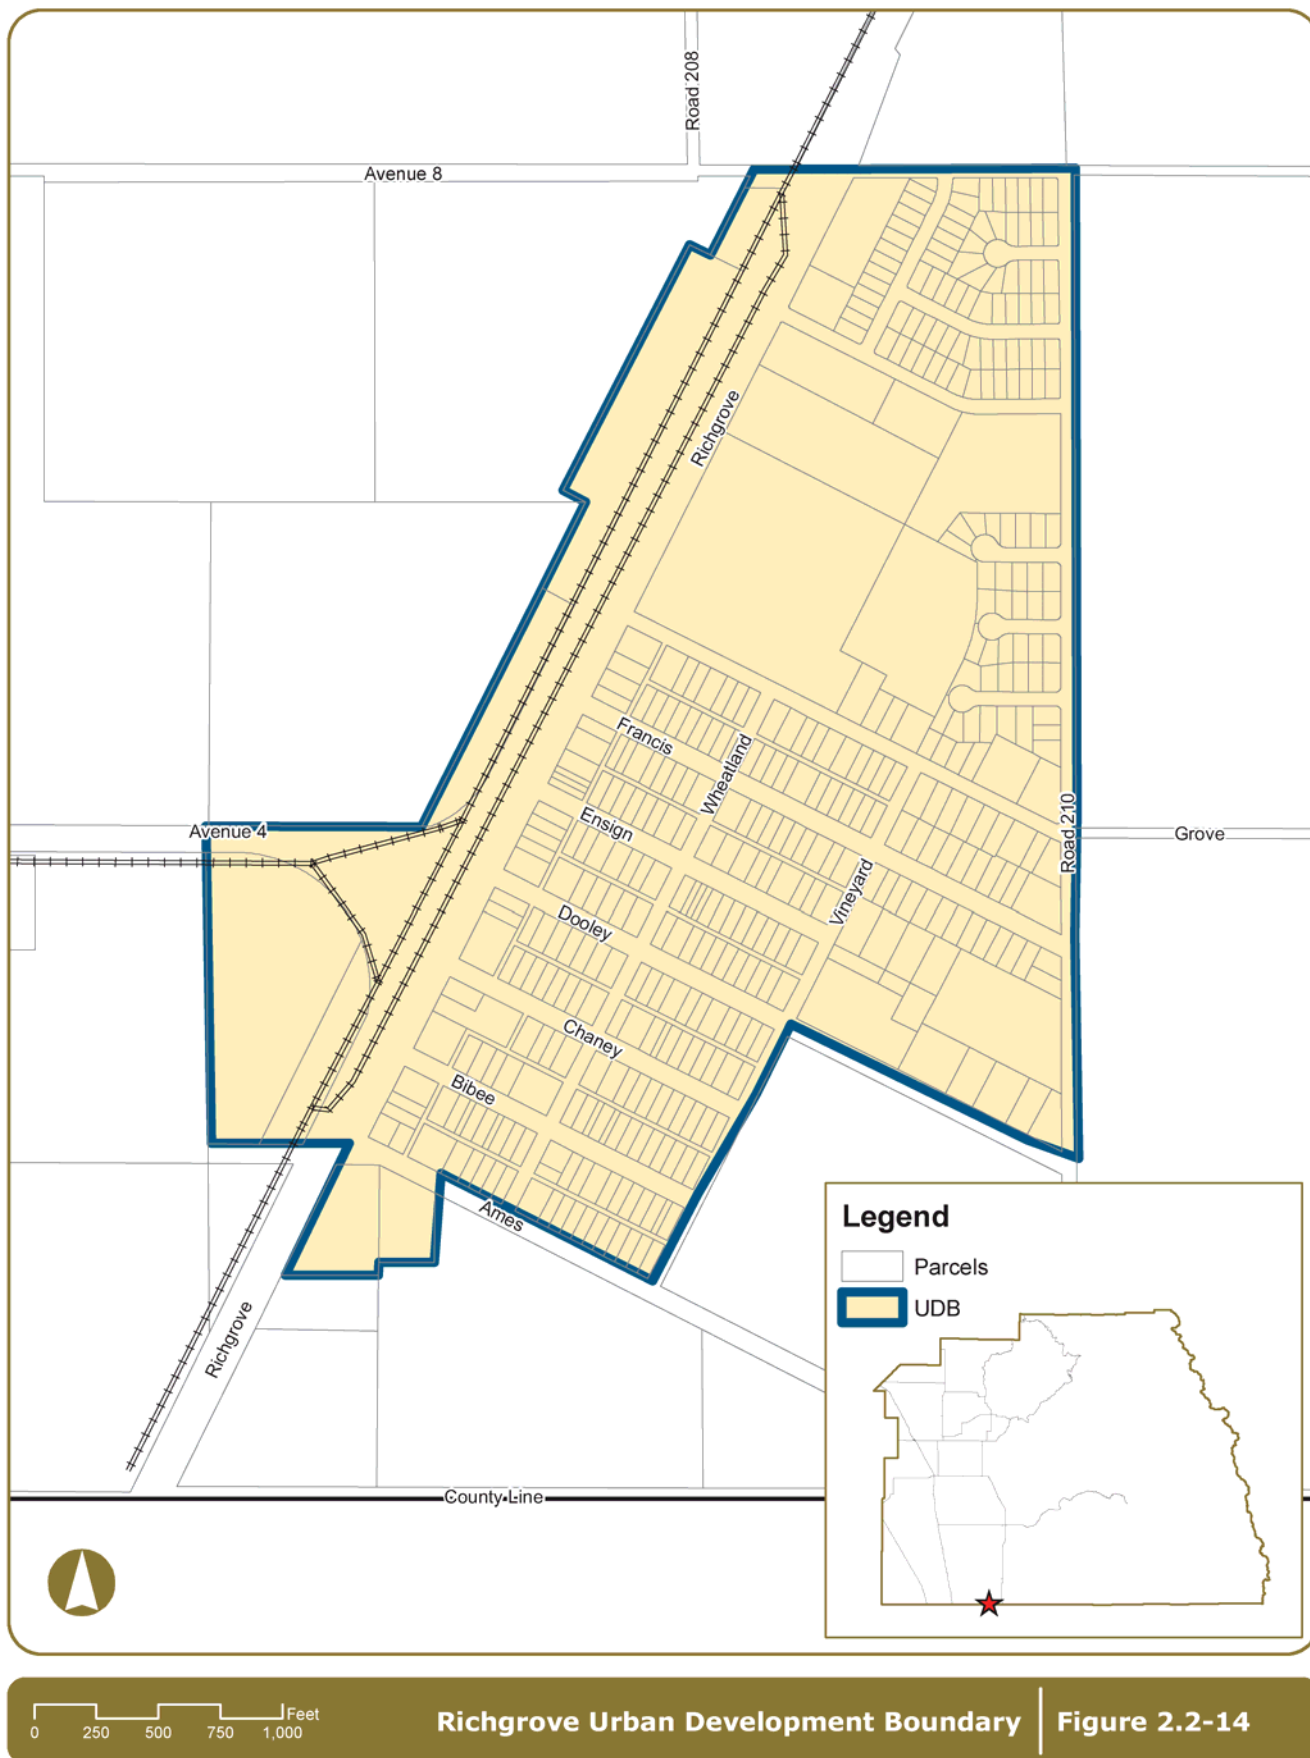 Road 208
Avenue 8
Richgrove
Francis
Wheatland
Ensign
Avenue 4
Road 210
Grove
Vineyard
Dooley
Chaney
Bibee
Ames
Richgrove
County Line
Legend
Parcels
UDB
Feet
0 250 500 750 1,000
Richgrove Urban Development Boundary
Figure 2.2-14